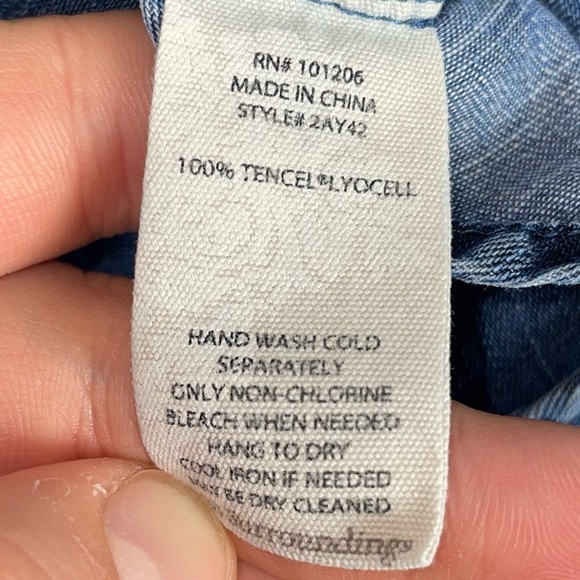 RN# 101206
MADE IN CHINA
STYLE# 2AY42
100% TENCEL® LYOCELL
HAND WASH COLD
SEPARATELY
ONLY NON-CHLORINE
BLEACH WHEN NEEDED
HANG TO DRY
COOL IRON IF NEEDED
BE DRY CLEANED
surroundings